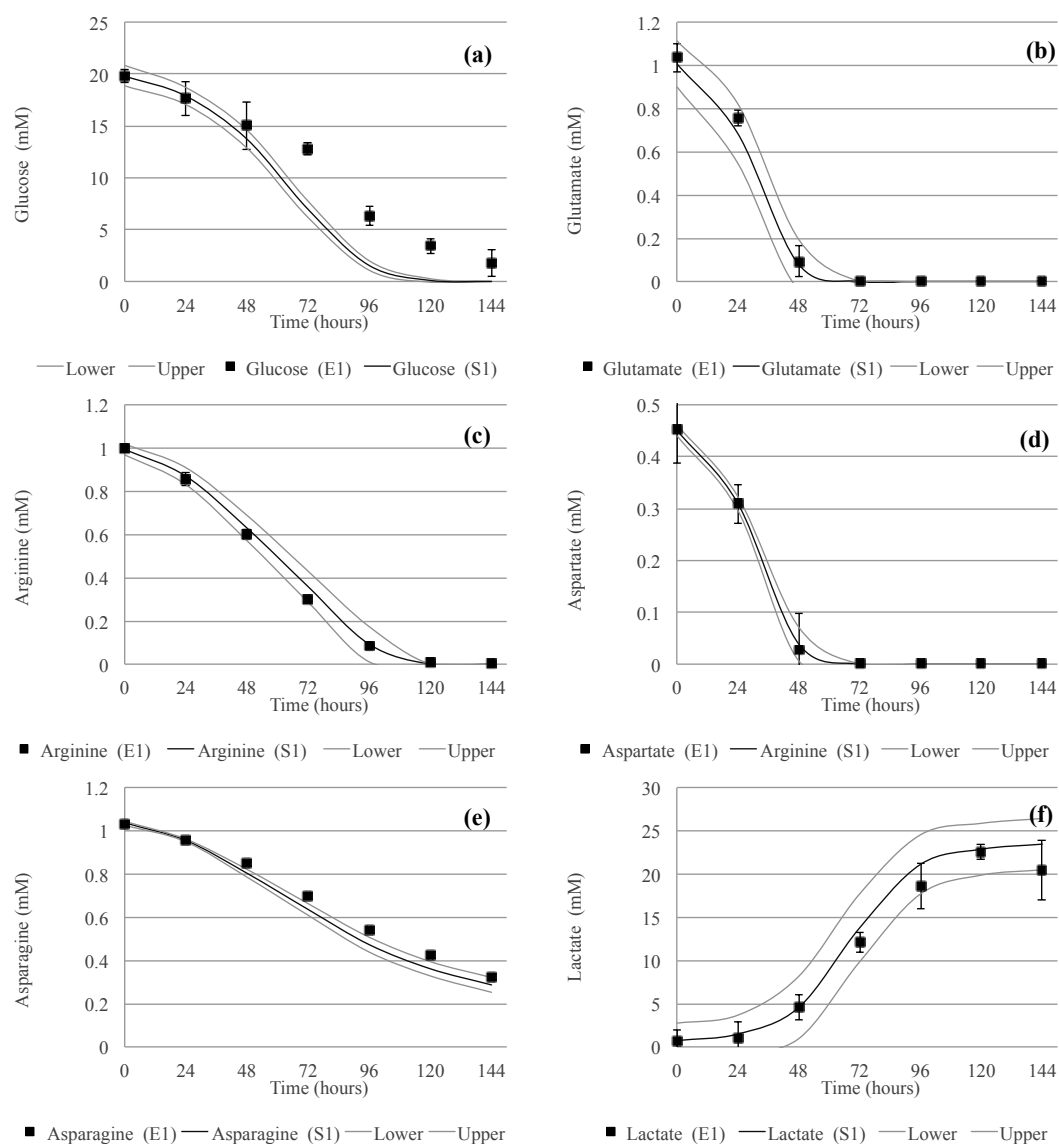 (a)
25
20
15
10
5
0
Glucose (mM)
0 24 48 72 96 120 144
Time (hours)
Lower Upper Glucose (E1) Glucose (S1)
(b)
1.2
1
0.8
0.6
0.4
0.2
0
Glutamate (mM)
0 24 48 72 96 120 144
Time (hours)
Glutamate (E1) Glutamate (S1) Lower Upper
(c)
1.2
1
0.8
0.6
0.4
0.2
0
Arginine (mM)
0 24 48 72 96 120 144
Time (hours)
Arginine (E1) Arginine (S1) Lower Upper
(d)
0.5
0.4
0.3
0.2
0.1
0
Aspartate (mM)
0 24 48 72 96 120 144
Time (hours)
Aspartate (E1) Arginine (S1) Lower Upper
(e)
1.2
1
0.8
0.6
0.4
0.2
0
Asparagine (mM)
0 24 48 72 96 120 144
Time (hours)
Asparagine (E1) Asparagine (S1) Lower Upper
(f)
30
25
20
15
10
5
0
Lactate (mM)
0 24 48 72 96 120 144
Time (hours)
Lactate (E1) Lactate (S1) Lower Upper